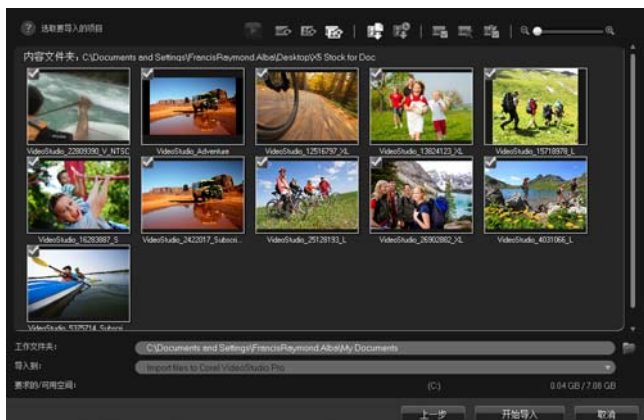 选取要导入的项目
内容文件夹: C:\Documents and Settings\FrancisRaymond.Alba\Desktop\X5 Stock for Doc
VideoStudio_22809390_V_NTSC
VideoStudio_Adventure
VideoStudio_12516797_XL
VideoStudio_13824123_XL
VideoStudio_15718978_L
VideoStudio_16283087_S
VideoStudio_2422017_Subscri...
VideoStudio_25128193_L
VideoStudio_26902882_XL
VideoStudio_4031066_L
VideoStudio_5375714_Subscri
工作文件夹:
C:\Documents and Settings\FrancisRaymond.Alba\My Documents
导入到:
Import files to Corel VideoStudio Pro
要求的/可用空间:
(C:)
0.04 GB / 7.08 GB
上一步
开始导入
取消